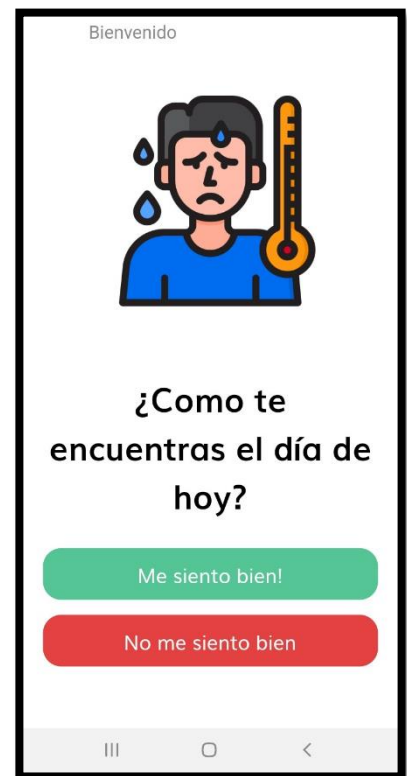 Bienvenido
¿Como te
encuentras el día de
hoy?
Me siento bien!
No me siento bien